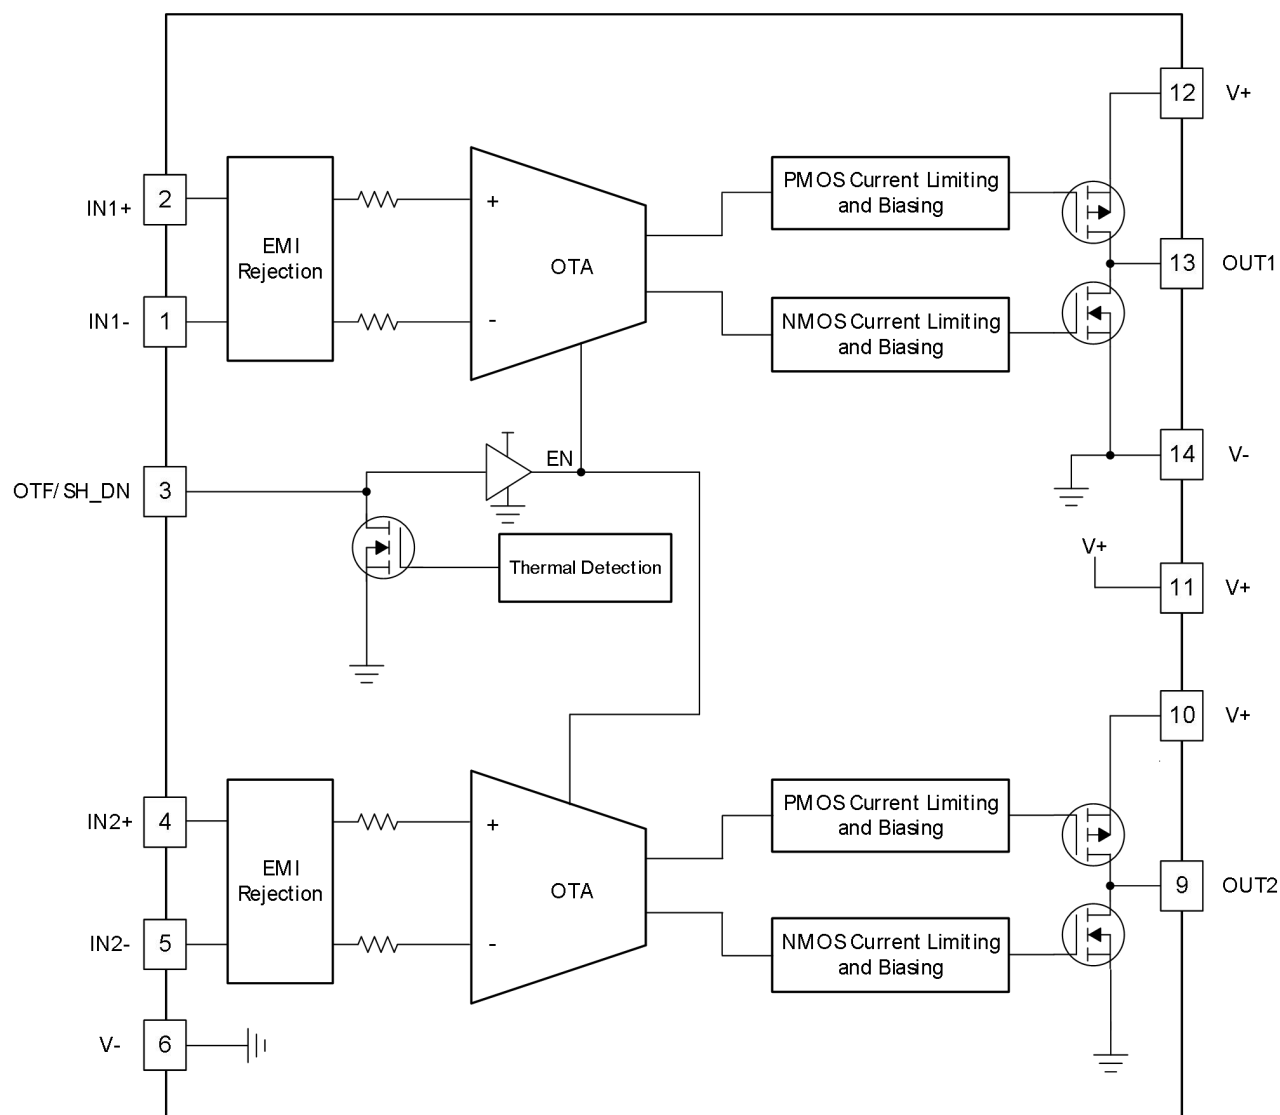 12 V+
PMOS Current Limiting
and Biasing
IN1+ 2
+
EMI
Rejection
OTA
13 OUT1
IN1- 1
-
NMOS Current Limiting
and Biasing
EN
14 V-
OTF/SH_DN 3
V+
Thermal Detection
11 V+
10 V+
PMOS Current Limiting
and Biasing
IN2+ 4
+
EMI
Rejection
OTA
9 OUT2
IN2- 5
-
NMOS Current Limiting
and Biasing
V- 6